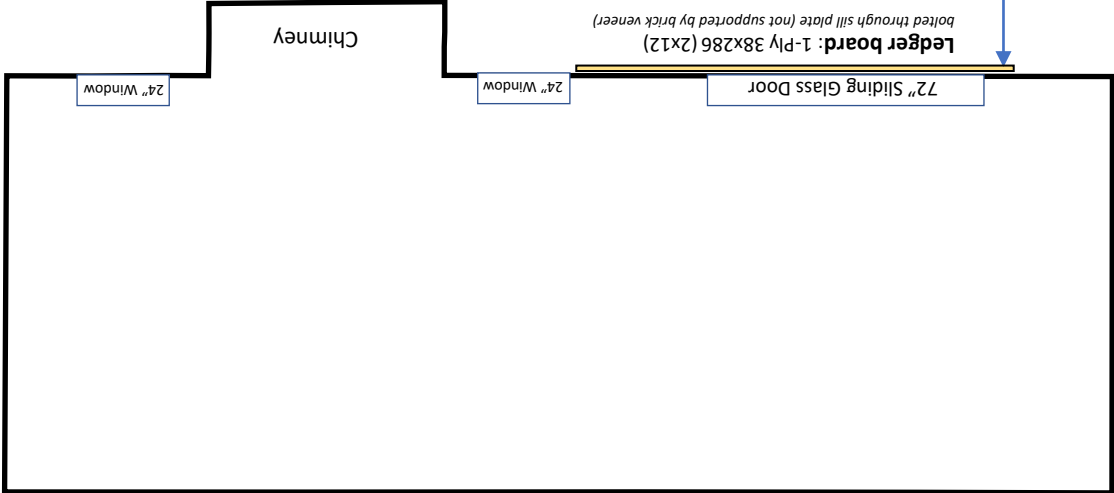 72" Sliding Glass Door
24" Window
24" Window
Ledger board: 1-Ply 38x286 (2x12)
bolted through sill plate (not supported by brick veneer)
Chimney